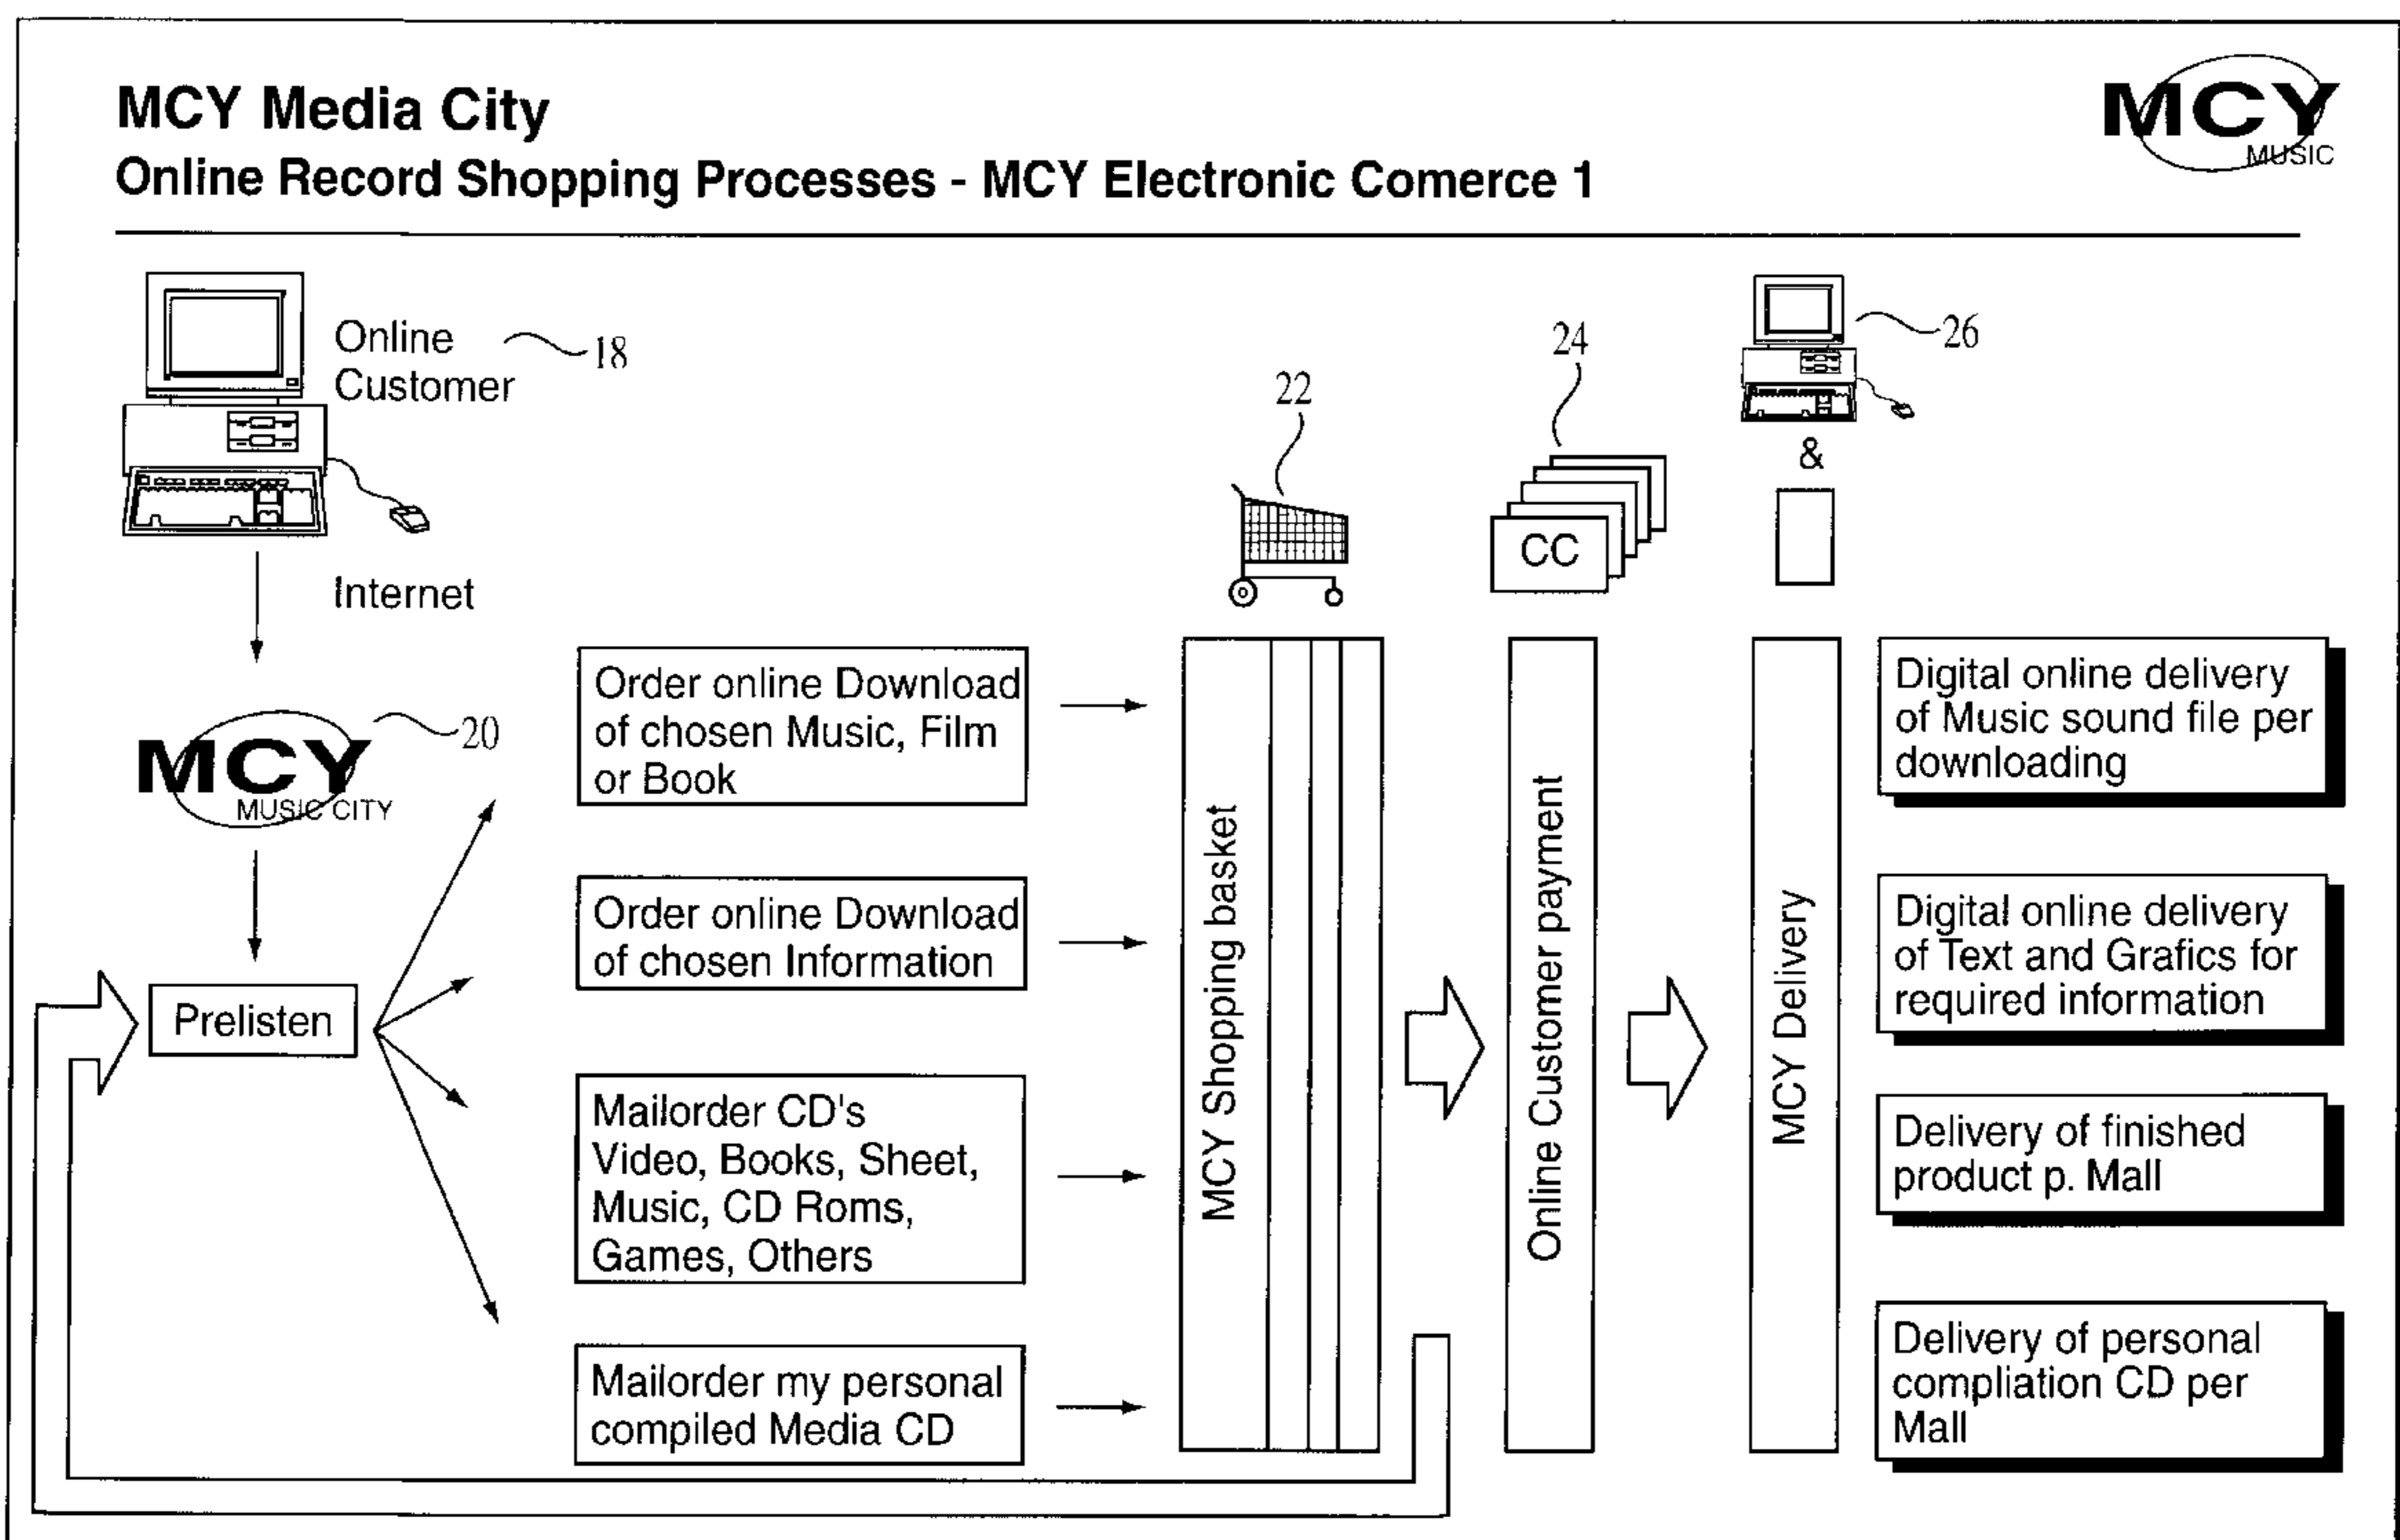 MCY Media City
Online Record Shopping Processes - MCY Electronic Comerce 1
MCY
MUSIC
Online
Customer
18
Internet
MCY
MUSIC CITY
20
Prelisten
Order online Download
of chosen Music, Film
or Book
Order online Download
of chosen Information
Mailorder CD's
Video, Books, Sheet,
Music, CD Roms,
Games, Others
Mailorder my personal
compiled Media CD
22
MCY Shopping basket
24
CC
Online Customer payment
26
&
MCY Delivery
Digital online delivery
of Music sound file per
downloading
Digital online delivery
of Text and Grafics for
required information
Delivery of finished
product p. Mall
Delivery of personal
compliation CD per
Mall